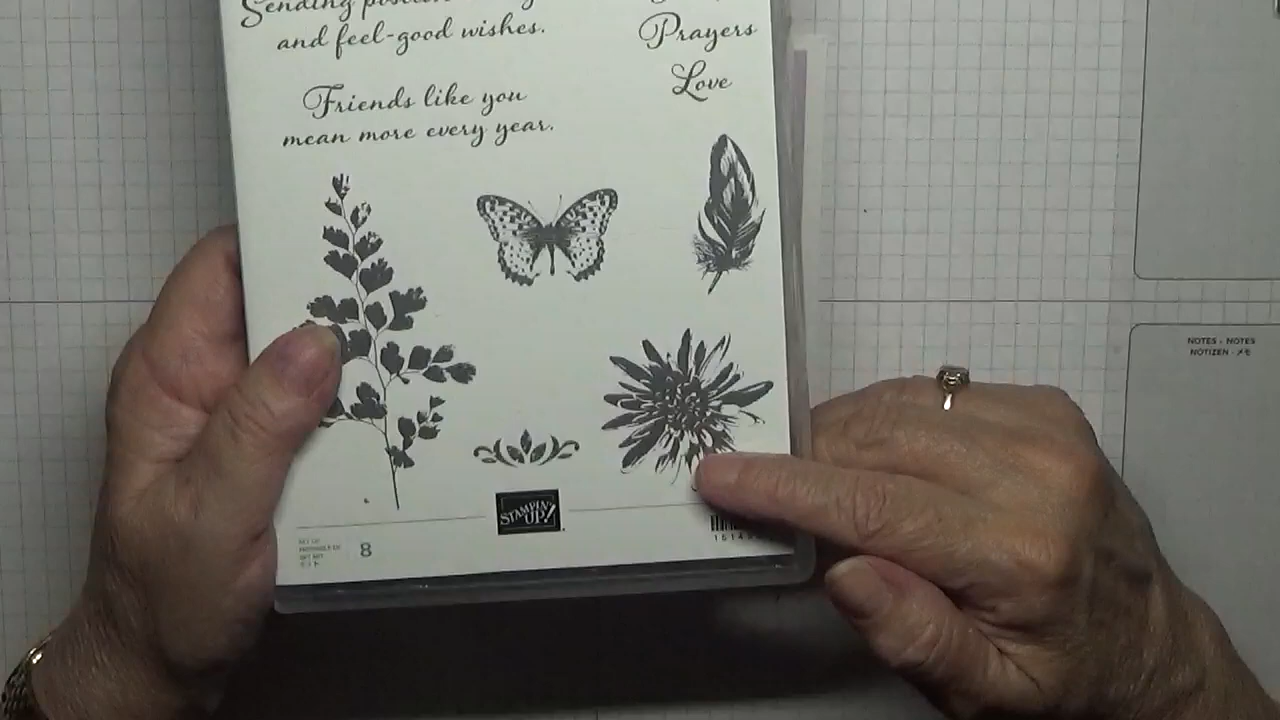 Sending
and feel-good wishes.
Prayers
Love
Friends like you
mean more every year.
NOTES • NOTES
NOTIZEN • メモ
STAMPIN' UP!
8